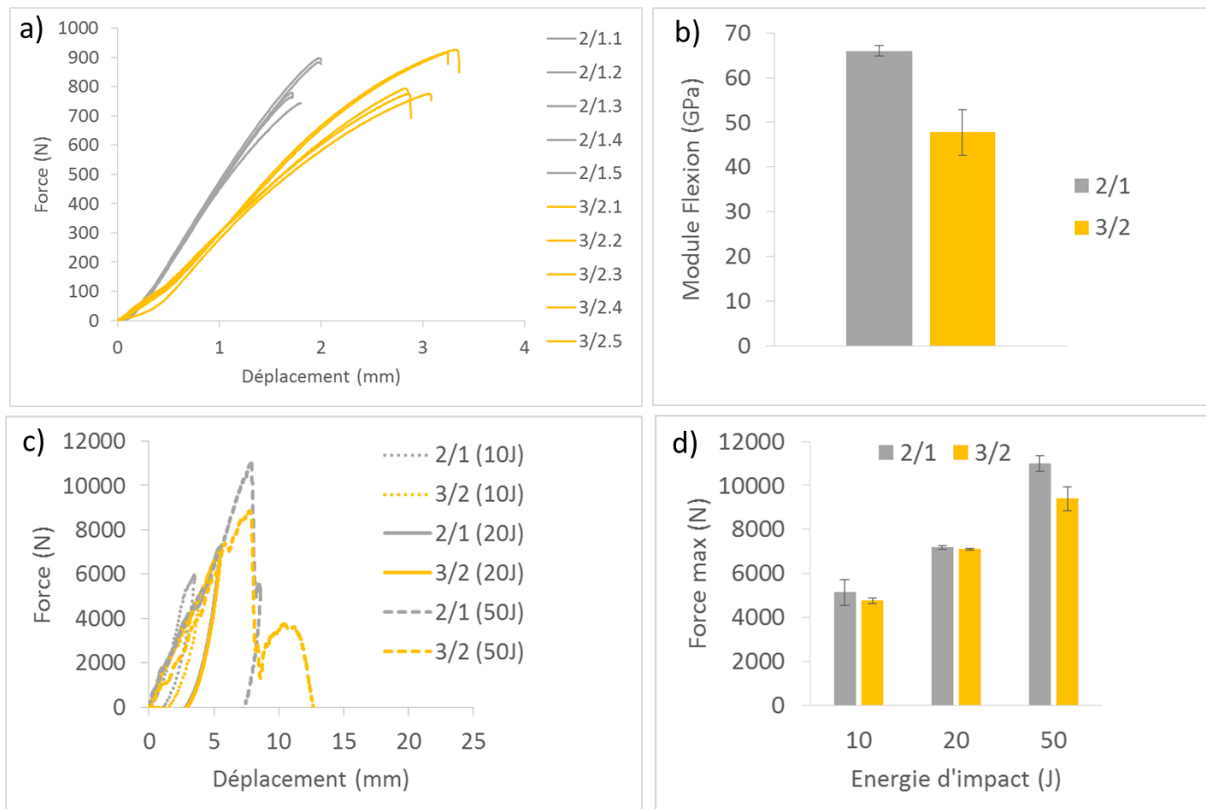 a)
1000
900
800
700
600
500
400
300
200
100
0
Force (N)
0 1 2 3 4
Déplacement (mm)
2/1.1
2/1.2
2/1.3
2/1.4
2/1.5
3/2.1
3/2.2
3/2.3
3/2.4
3/2.5
b)
70
60
50
40
30
20
10
0
Module Flexion (GPa)
2/1
3/2
c)
12000
10000
8000
6000
4000
2000
0
Force (N)
0 5 10 15 20 25
Déplacement (mm)
2/1 (10J)
3/2 (10J)
2/1 (20J)
3/2 (20J)
2/1 (50J)
3/2 (50J)
d)
12000
10000
8000
6000
4000
2000
0
Force max (N)
2/1 3/2
10 20 50
Energie d'impact (J)